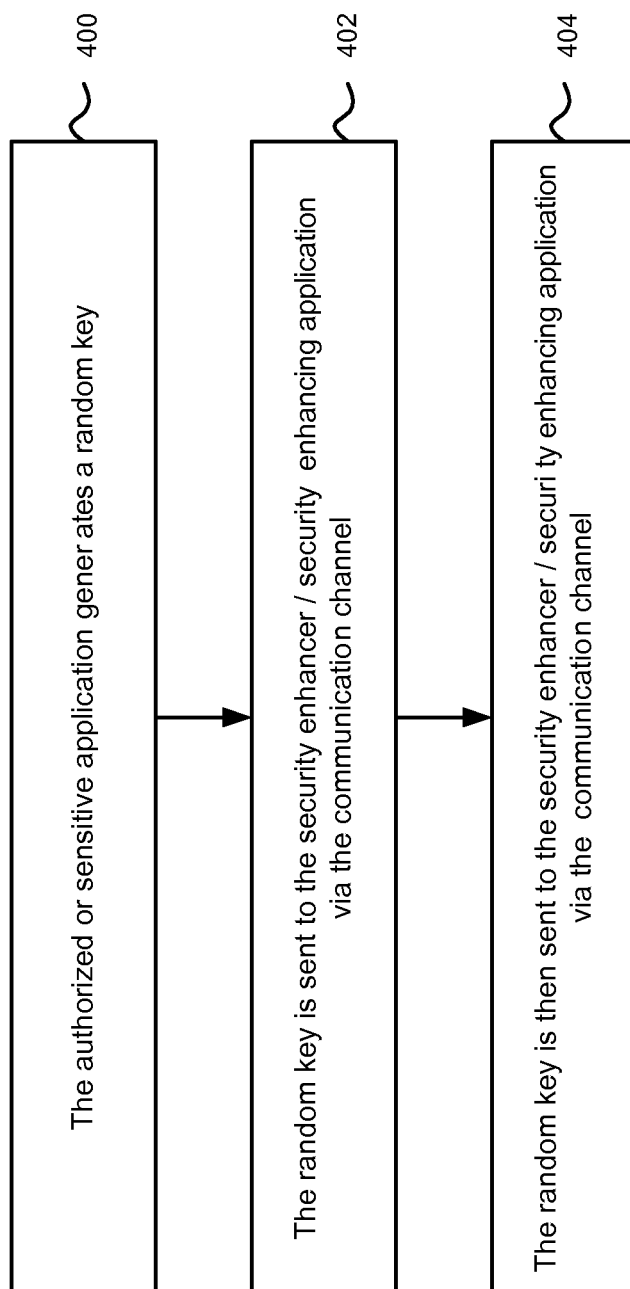 The authorized or sensitive application gener ates a random key
400
The random key is sent to the security enhancer / security enhancing application
via the communication channel
402
The random key is then sent to the security enhancer / securi ty enhancing application
via the communication channel
404